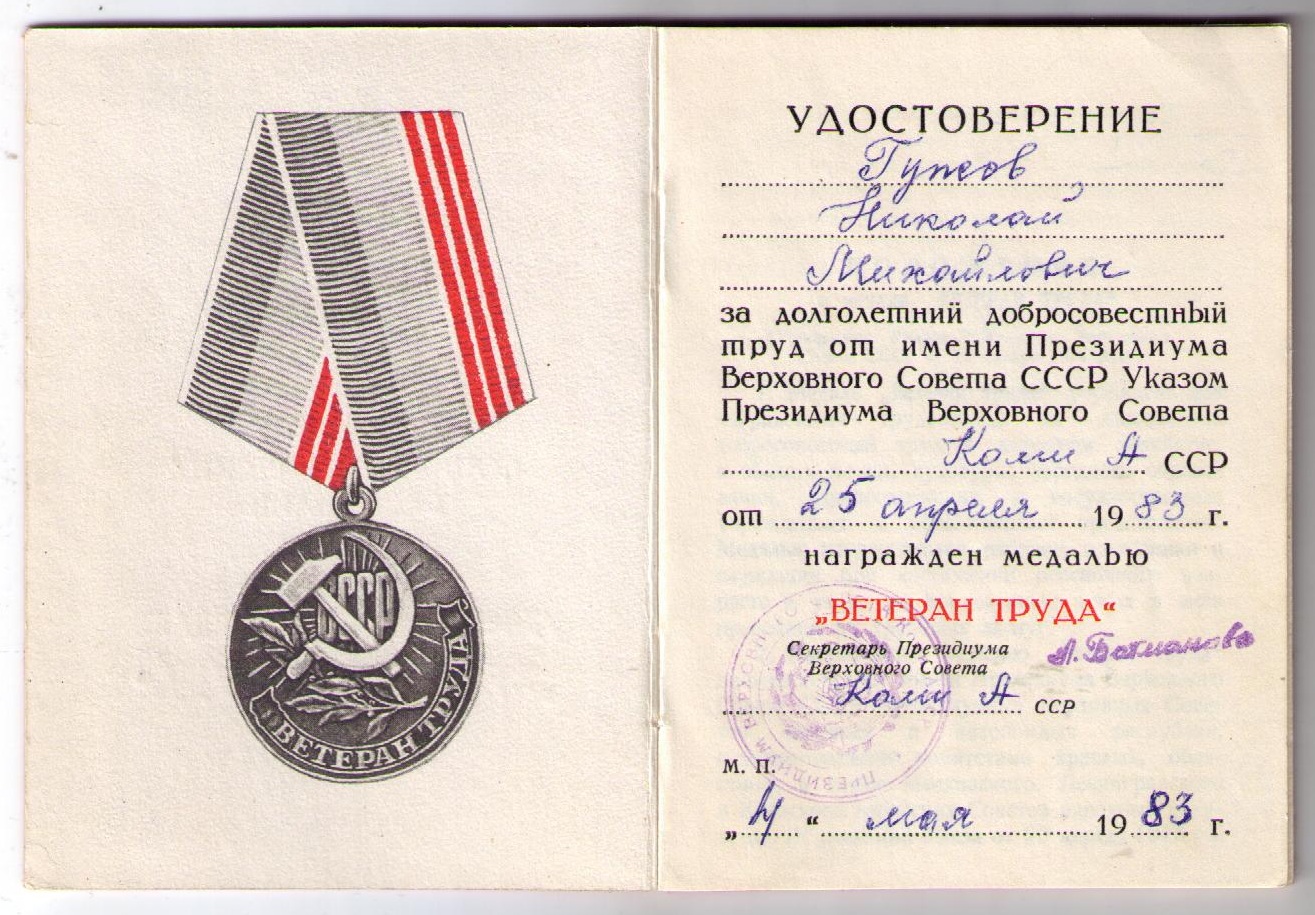 СССР
ВЕТЕРАН ТРУДА
УДОСТОВЕРЕНИЕ
Николай
Михайлович
за долголетний добросовестный
труд от имени Президиума
Верховного Совета СССР Указом
Президиума Верховного Совета
Коми А ССР
от 25 апреля 1983 г.
награжден медалью
„ВЕТЕРАН ТРУДА“
Секретарь Президиума
Верховного Совета
Коми А ССР
м. п.
„4“ мая 1983 г.